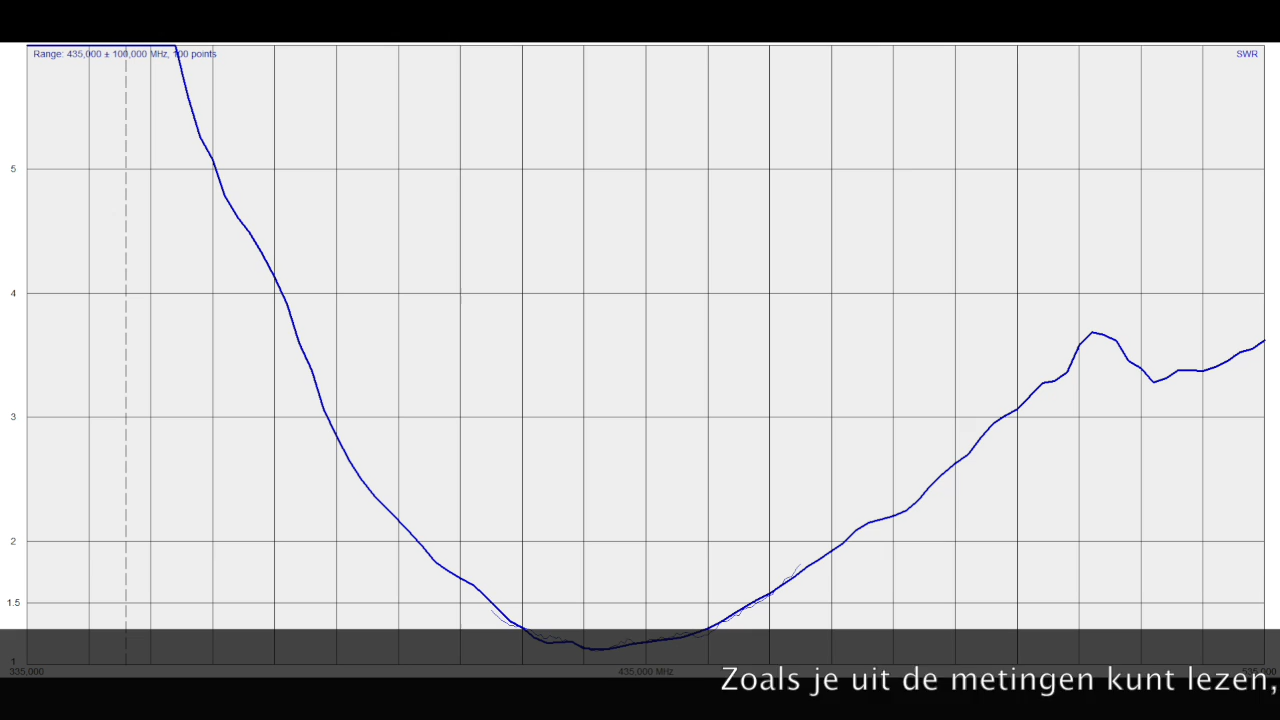 Range: 435,000 ± 100,000 MHz, 100 points
SWR
5
4
3
2
1.5
1
335,000
435,000 MHz
535,000
Zoals je uit de metingen kunt lezen,